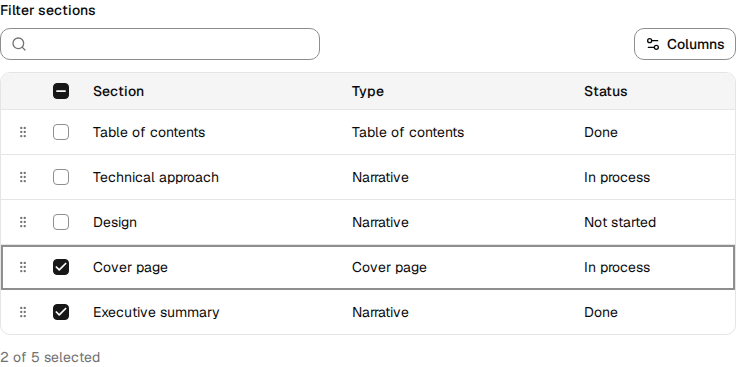 Filter sections
Columns
Section Type Status
Table of contents Table of contents Done
Technical approach Narrative In process
Design Narrative Not started
Cover page Cover page In process
Executive summary Narrative Done
2 of 5 selected